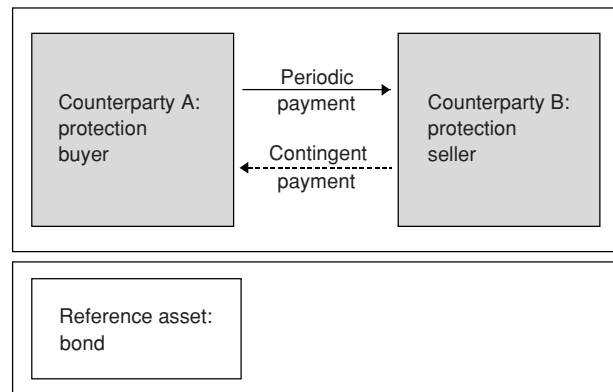 Counterparty A:
protection
buyer
Periodic
payment
Contingent
payment
Counterparty B:
protection
seller
Reference asset:
bond